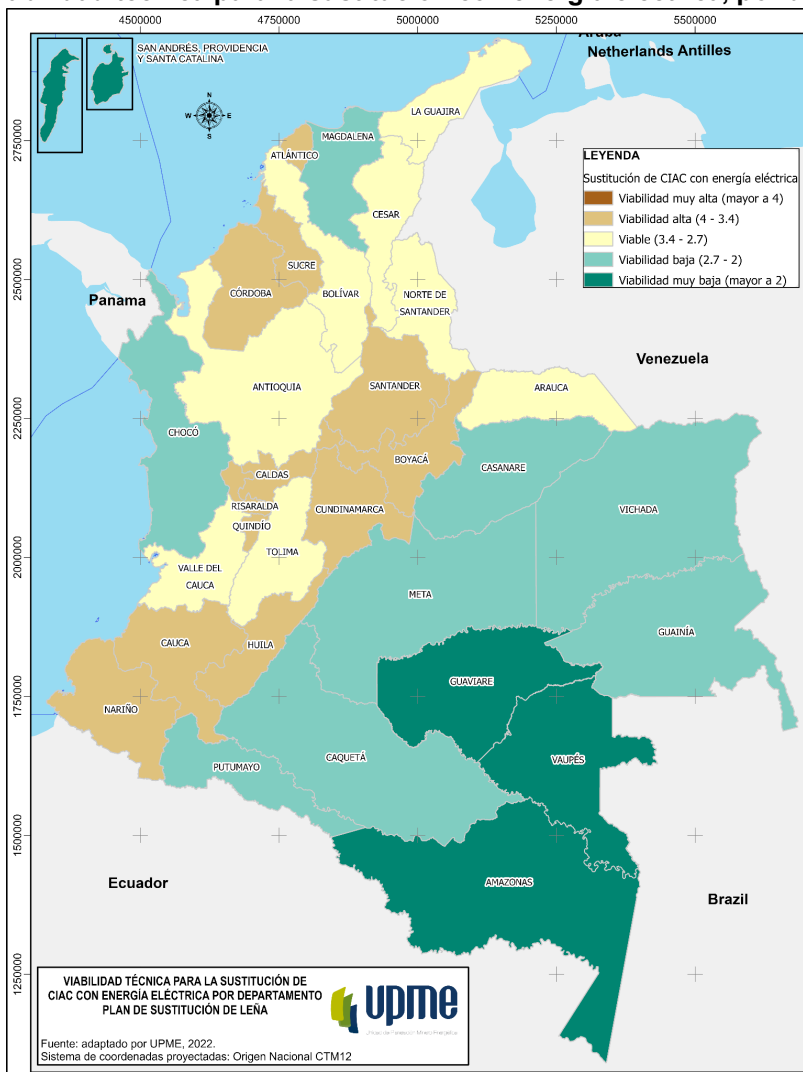 4500000 4750000 5000000 5250000 5500000
SAN ANDRÉS, PROVIDENCIA
Y SANTA CATALINA
Netherlands Antilles
N
W E
S
LA GUAJIRA
MAGDALENA
ATLÁNTICO
2750000
LEYENDA
Sustitución de CIAC con energía eléctrica
Viabilidad muy alta (mayor a 4)
Viabilidad alta (4 - 3.4)
Viable (3.4 - 2.7)
Viabilidad baja (2.7 - 2)
Viabilidad muy baja (mayor a 2)
CESAR
SUCRE
2500000
CÓRDOBA
BOLÍVAR
NORTE DE
SANTANDER
Panama
Venezuela
ANTIOQUIA
SANTANDER
ARAUCA
2250000
CHOCÓ
BOYACÁ
CASANARE
CALDAS
RISARALDA
CUNDINAMARCA
VICHADA
QUINDÍO
TOLIMA
2000000
VALLE DEL
CAUCA
META
GUAINÍA
CAUCA
HUILA
GUAVIARE
1750000
NARIÑO
CAQUETÁ
VAUPÉS
PUTUMAYO
1500000
Ecuador
AMAZONAS
Brazil
1250000
VIABILIDAD TÉCNICA PARA LA SUSTITUCIÓN DE
CIAC CON ENERGÍA ELÉCTRICA POR DEPARTAMENTO
PLAN DE SUSTITUCIÓN DE LEÑA
upme
Fuente: adaptado por UPME, 2022.
Sistema de coordenadas proyectadas: Origen Nacional CTM12